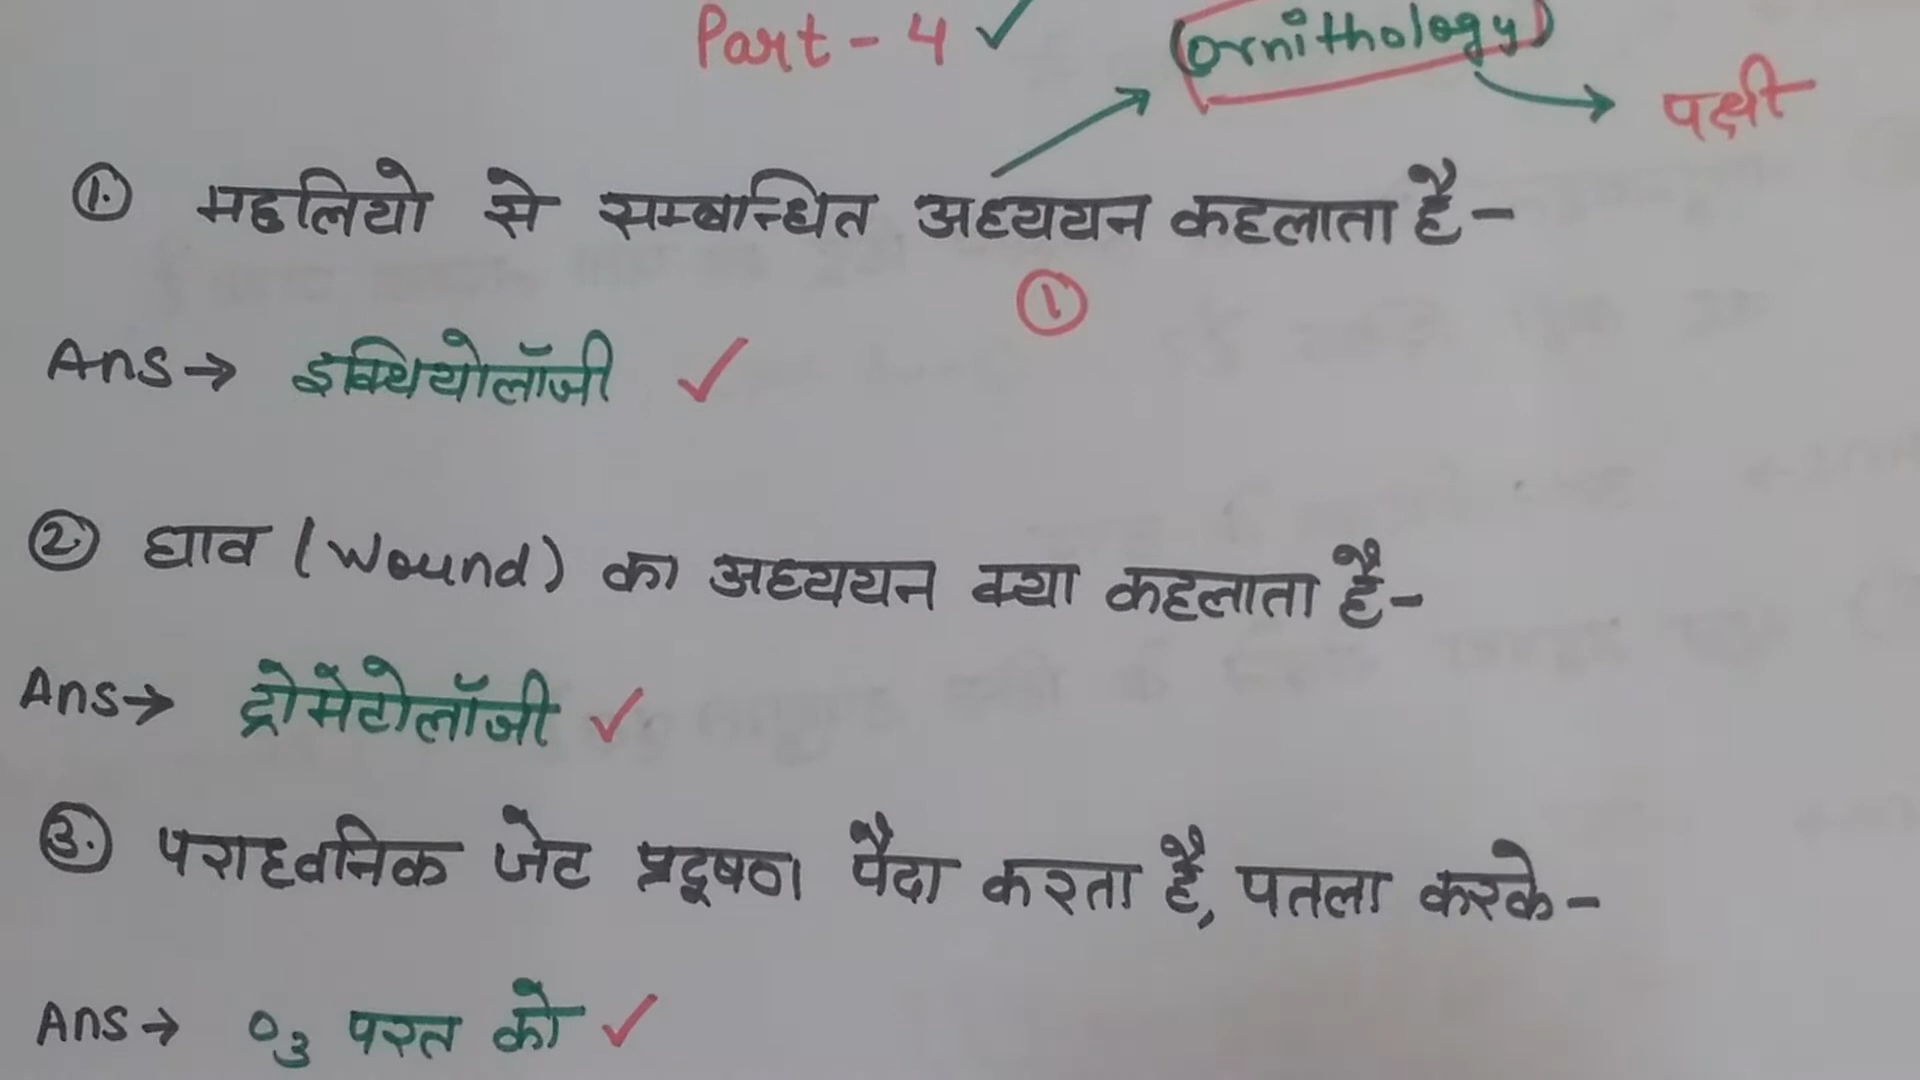 Part - 4 ✓
Ornithology
पक्षी
① मछलियो से सम्बन्धित अध्ययन कहलाता है -
①
Ans → इक्थियोलॉजी ✓
② घाव (Wound) का अध्ययन क्या कहलाता है -
Ans → ट्रोमेटोलॉजी ✓
③. पराध्वनिक जेट प्रदूषण पैदा करता है, पतला करके -
Ans → O₃ परत को ✓